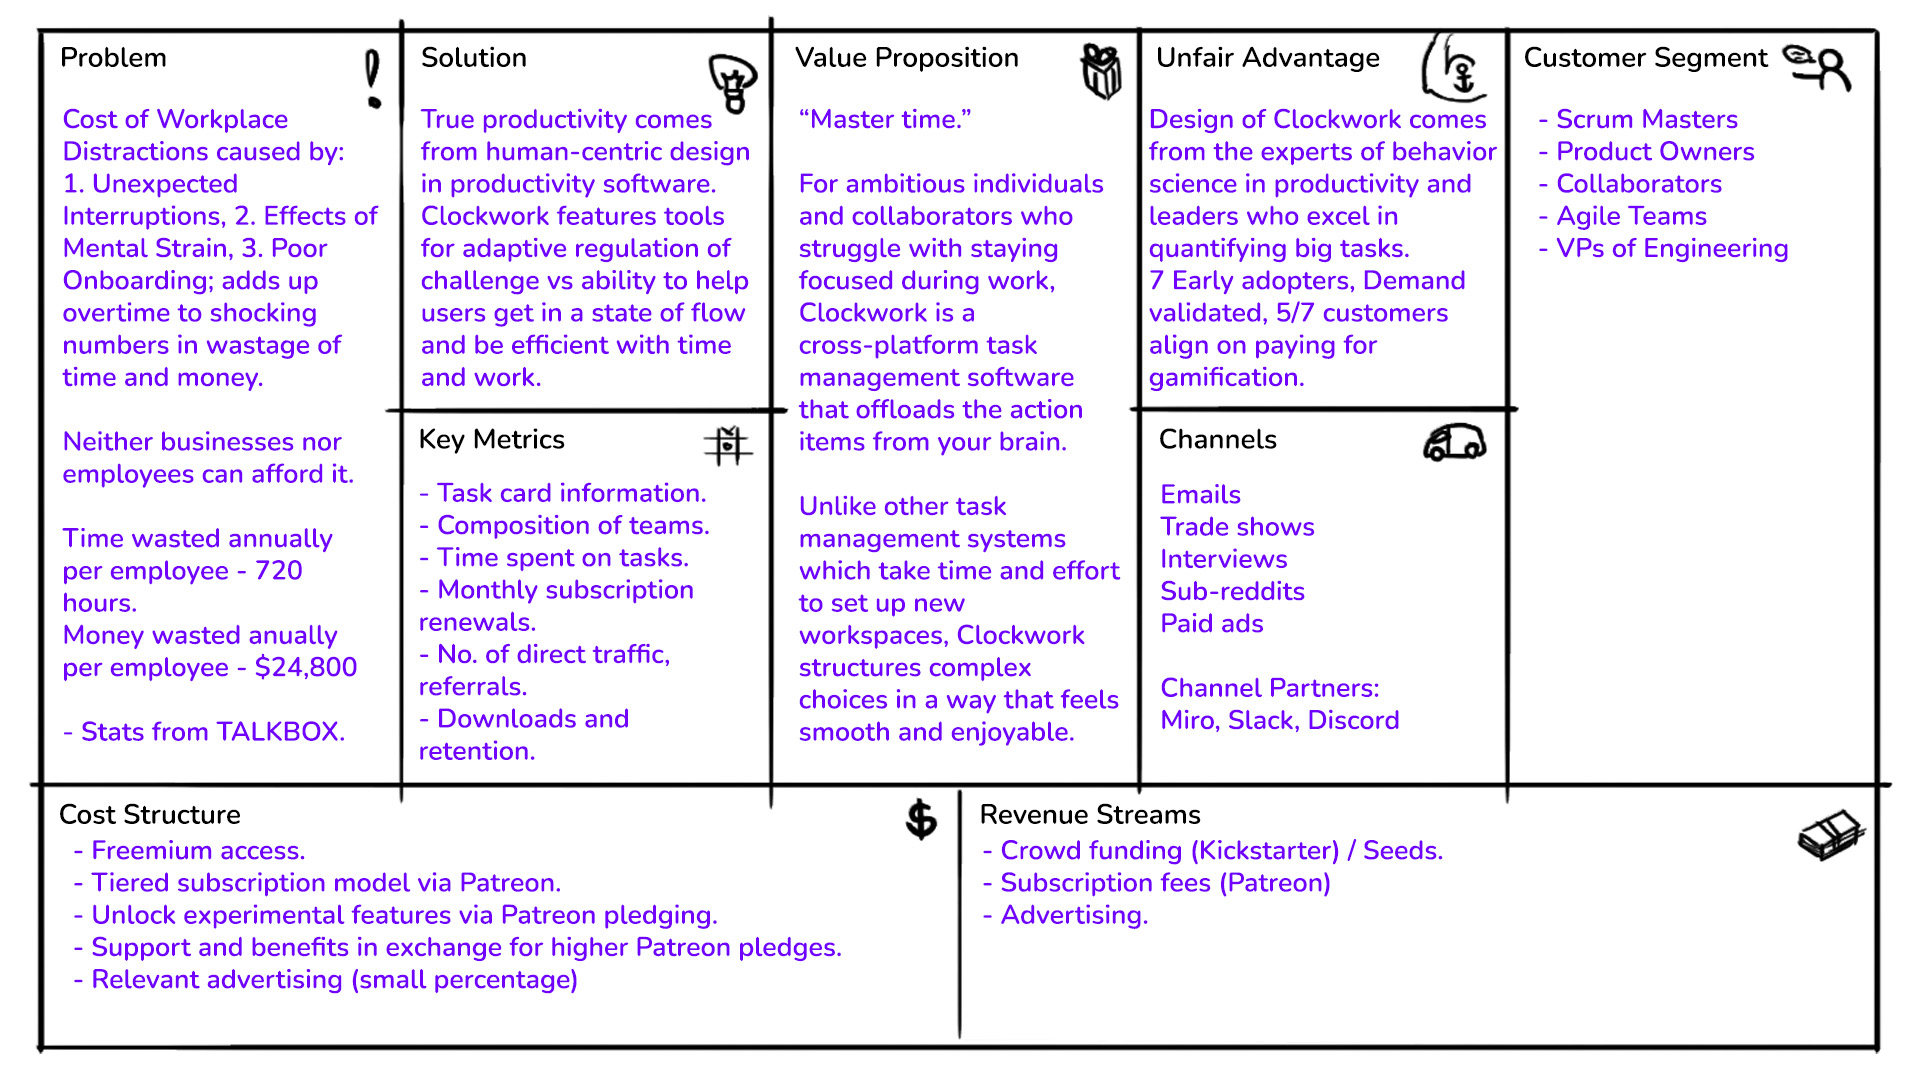 Problem
Cost of Workplace
Distractions caused by:
1. Unexpected
Interruptions, 2. Effects of
Mental Strain, 3. Poor
Onboarding; adds up
overtime to shocking
numbers in wastage of
time and money.
Neither businesses nor
employees can afford it.
Time wasted annually
per employee - 720
hours.
Money wasted anually
per employee - $24,800
- Stats from TALKBOX.
Solution
True productivity comes
from human-centric design
in productivity software.
Clockwork features tools
for adaptive regulation of
challenge vs ability to help
users get in a state of flow
and be efficient with time
and work.
Key Metrics
- Task card information.
- Composition of teams.
- Time spent on tasks.
- Monthly subscription
renewals.
- No. of direct traffic,
referrals.
- Downloads and
retention.
Value Proposition
“Master time.”
For ambitious individuals
and collaborators who
struggle with staying
focused during work,
Clockwork is a
cross-platform task
management software
that offloads the action
items from your brain.
Unlike other task
management systems
which take time and effort
to set up new
workspaces, Clockwork
structures complex
choices in a way that feels
smooth and enjoyable.
Unfair Advantage
Design of Clockwork comes
from the experts of behavior
science in productivity and
leaders who excel in
quantifying big tasks.
7 Early adopters, Demand
validated, 5/7 customers
align on paying for
gamification.
Channels
Emails
Trade shows
Interviews
Sub-reddits
Paid ads
Channel Partners:
Miro, Slack, Discord
Customer Segment
- Scrum Masters
- Product Owners
- Collaborators
- Agile Teams
- VPs of Engineering
Cost Structure
- Freemium access.
- Tiered subscription model via Patreon.
- Unlock experimental features via Patreon pledging.
- Support and benefits in exchange for higher Patreon pledges.
- Relevant advertising (small percentage)
$
Revenue Streams
- Crowd funding (Kickstarter) / Seeds.
- Subscription fees (Patreon)
- Advertising.